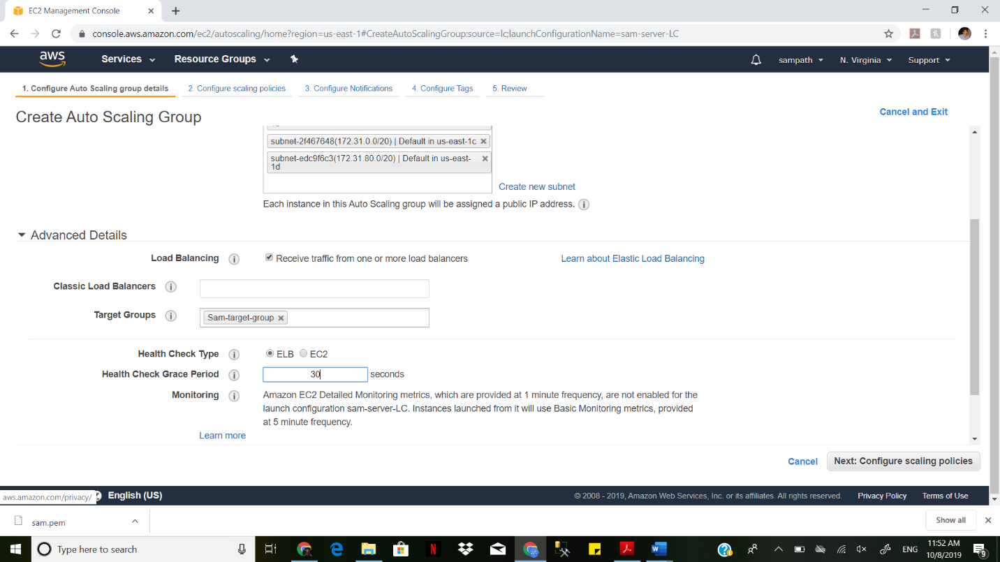 EC2 Management Console
console.aws.amazon.com/ec2/autoscaling/home?region=us-east-1#CreateAutoScalingGroup:source=lc;launchConfigurationName=sam-server-LC
aws Services Resource Groups sampath N. Virginia Support
1. Configure Auto Scaling group details 2. Configure scaling policies 3. Configure Notifications 4. Configure Tags 5. Review
Create Auto Scaling Group Cancel and Exit
subnet-2f467648(172.31.0.0/20) | Default in us-east-1c
subnet-edc9f6c3(172.31.80.0/20) | Default in us-east-
1d
Create new subnet
Each instance in this Auto Scaling group will be assigned a public IP address.
Advanced Details
Load Balancing Receive traffic from one or more load balancers Learn about Elastic Load Balancing
Classic Load Balancers
Target Groups Sam-target-group
Health Check Type ELB EC2
Health Check Grace Period 30 seconds
Monitoring Amazon EC2 Detailed Monitoring metrics, which are provided at 1 minute frequency, are not enabled for the
launch configuration sam-server-LC. Instances launched from it will use Basic Monitoring metrics, provided
at 5 minute frequency.
Learn more
Cancel Next: Configure scaling policies
aws.amazon.com/privacy/ English (US) © 2008 - 2019, Amazon Web Services, Inc. or its affiliates. All rights reserved. Privacy Policy Terms of Use
sam.pem Show all
Type here to search ENG 11:52 AM
10/8/2019 9